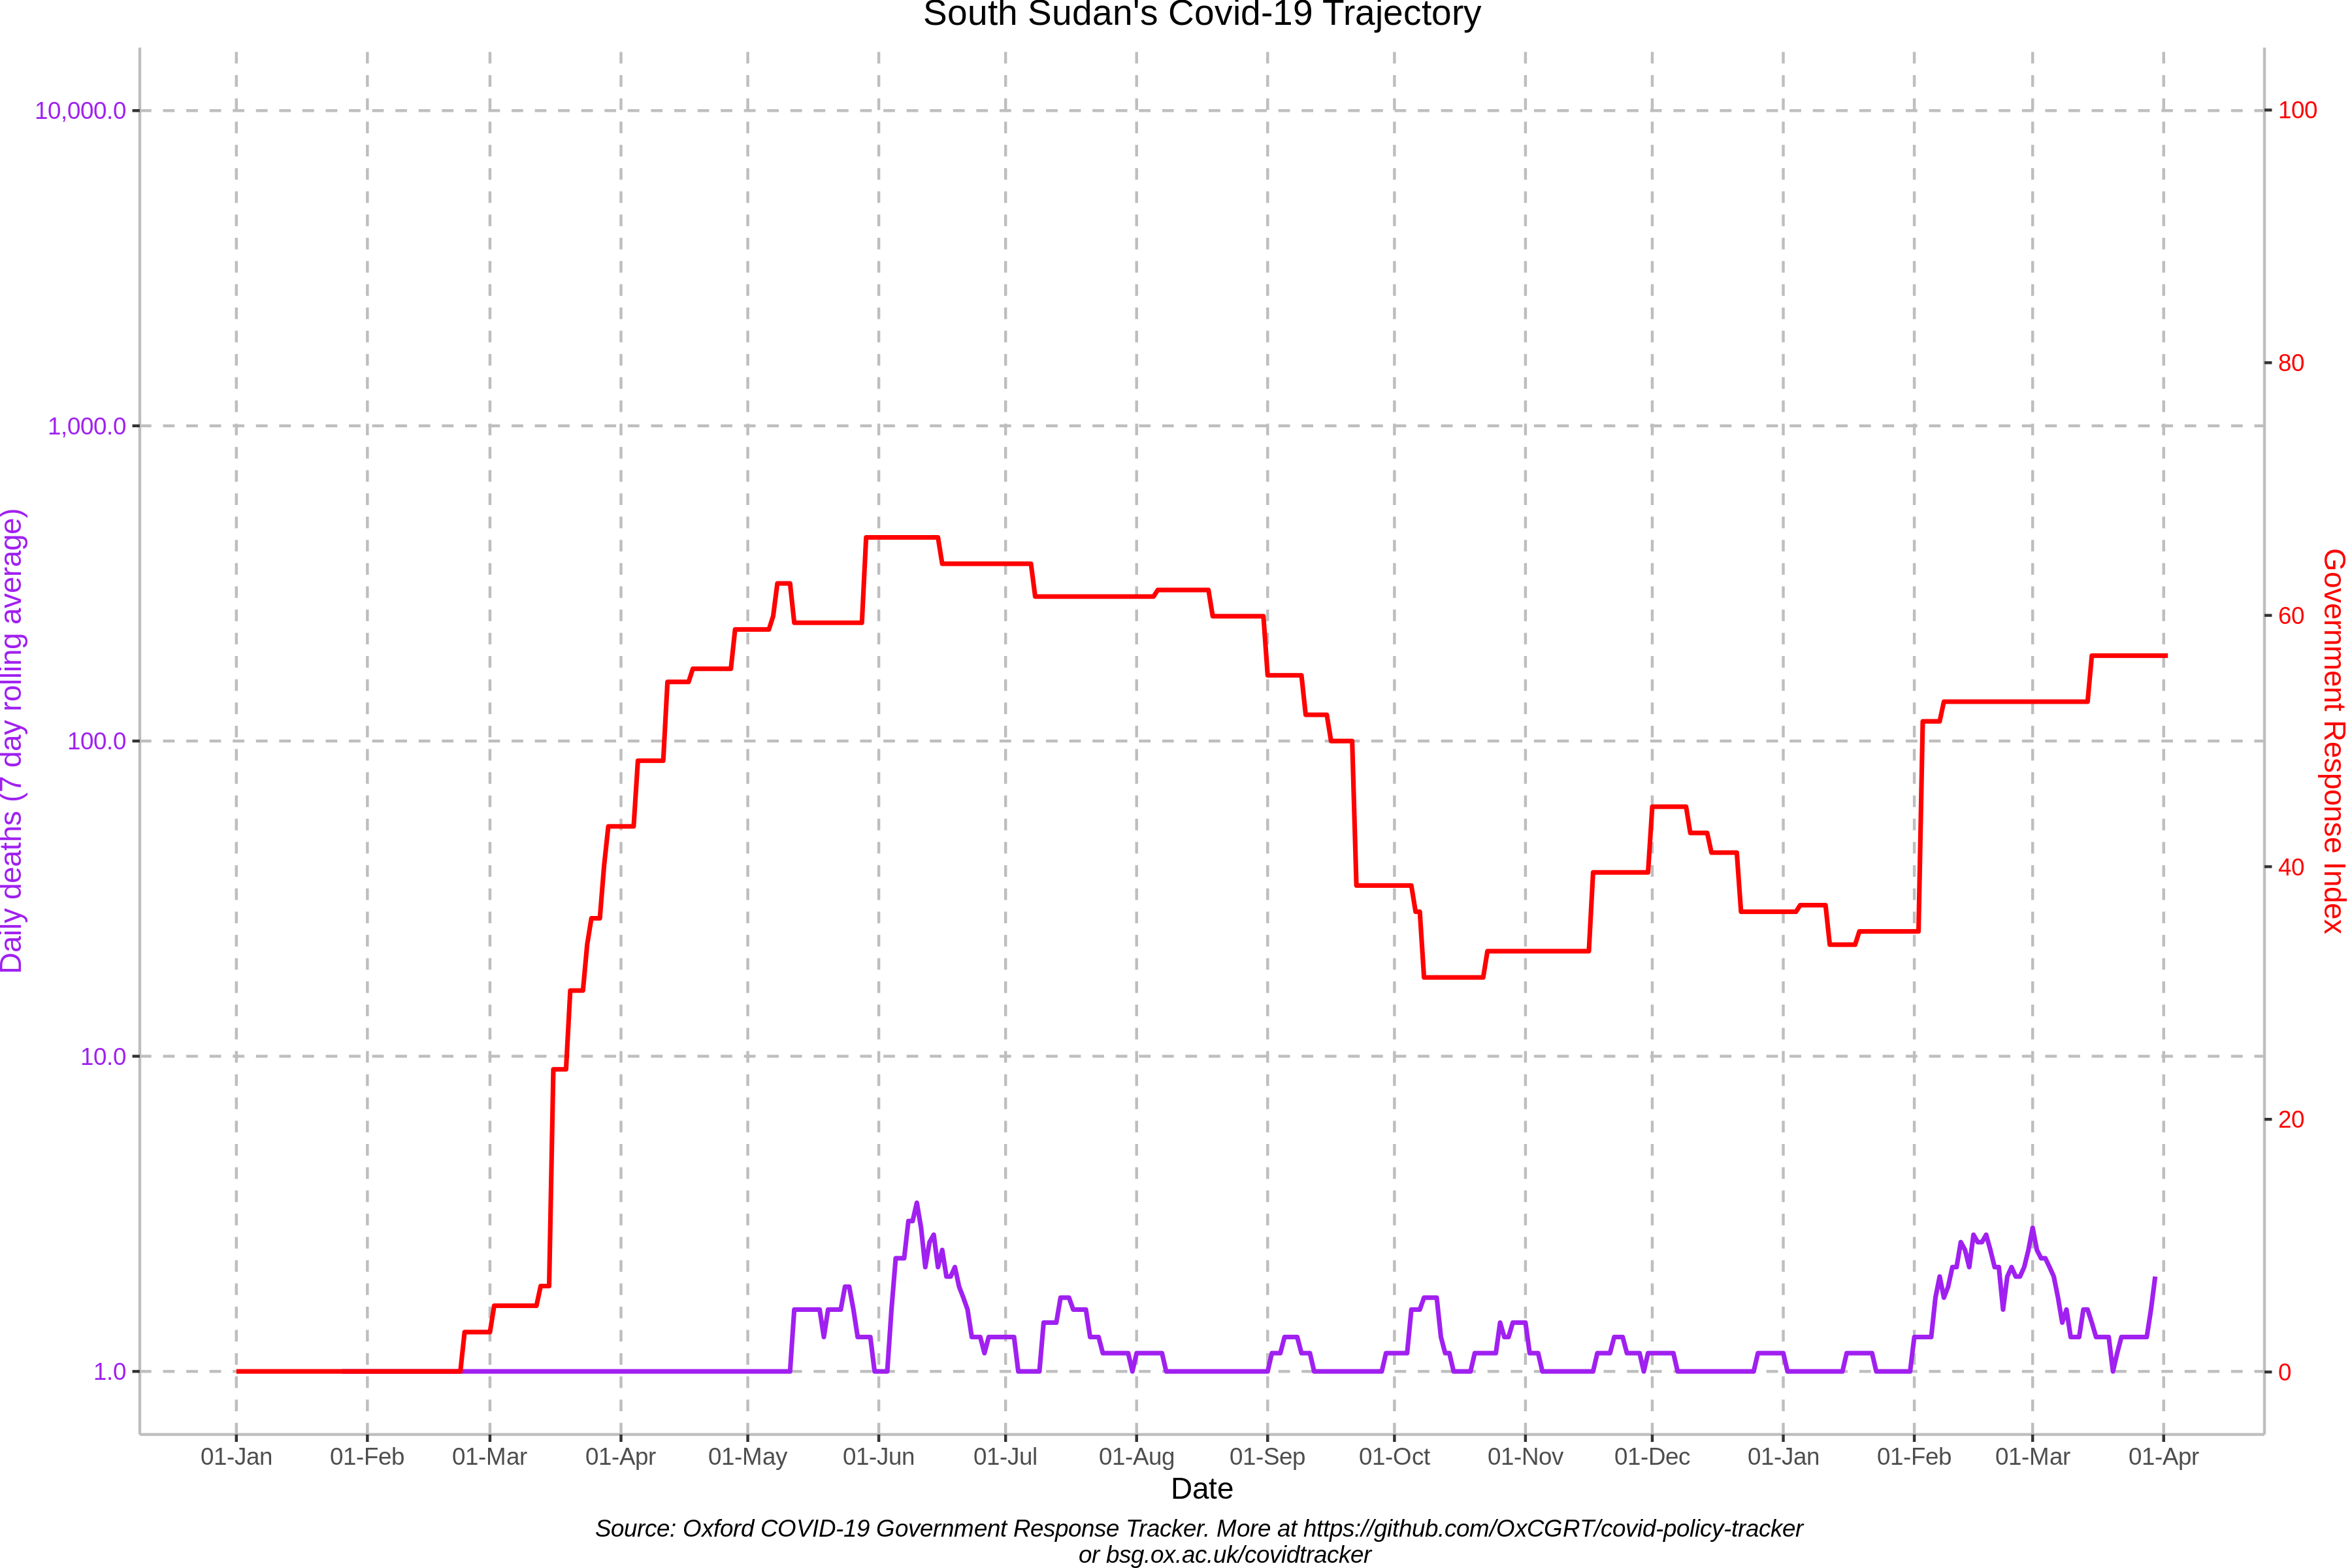 South Sudan's Covid-19 Trajectory
10,000.0
1,000.0
100.0
10.0
1.0
Daily deaths (7 day rolling average)
100
80
60
40
20
0
Government Response Index
01-Jan 01-Feb 01-Mar 01-Apr 01-May 01-Jun 01-Jul 01-Aug 01-Sep 01-Oct 01-Nov 01-Dec 01-Jan 01-Feb 01-Mar 01-Apr
Date
Source: Oxford COVID-19 Government Response Tracker. More at https://github.com/OxCGRT/covid-policy-tracker
or bsg.ox.ac.uk/covidtracker